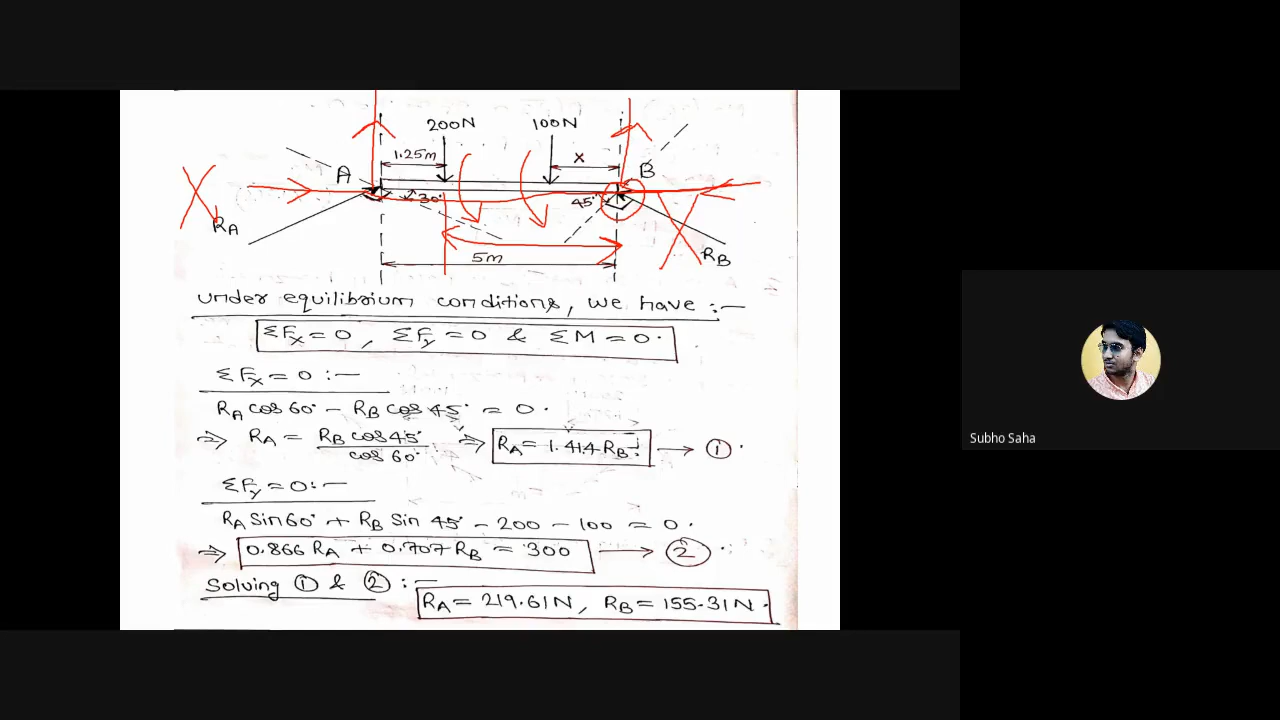 200N 100N
1.25m x
A B
30° 45°
RA RB
5m
under equilibrium conditions, we have :-
ΣFx = 0 , ΣFy = 0 & ΣM = 0.
ΣFx = 0 :-
RA cos 60° - RB cos 45° = 0.
⇒ RA = RB cos 45° / cos 60° ⇒ RA = 1.414 RB → ①
ΣFy = 0 :-
RA Sin 60° + RB Sin 45° - 200 - 100 = 0.
⇒ 0.866 RA + 0.707 RB = 300 → ②
Solving ① & ② :-
RA = 219.61 N, RB = 155.31 N.
Subho Saha